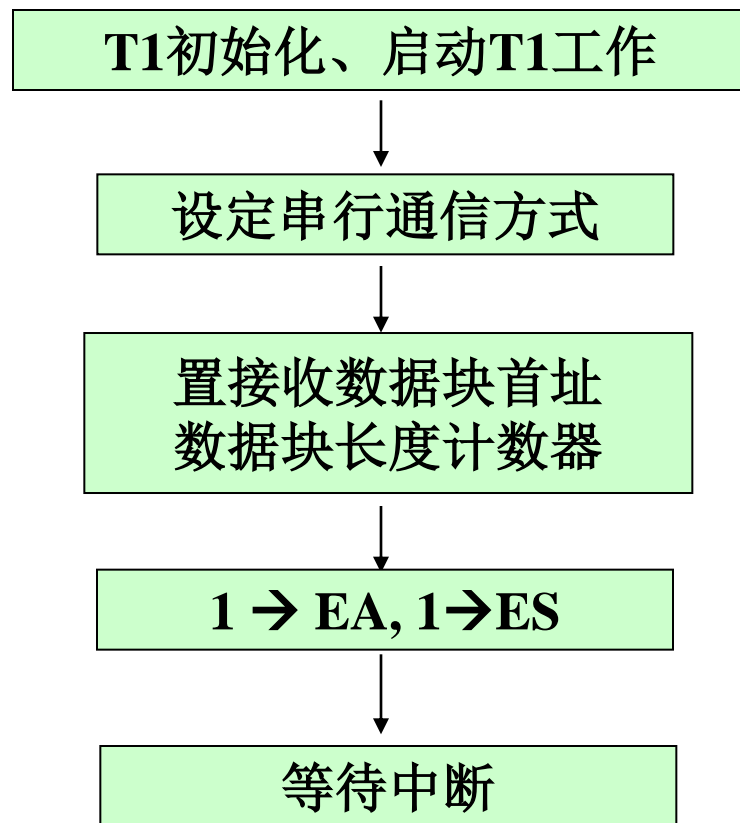 T1初始化、启动T1工作
设定串行通信方式
置接收数据块首址
数据块长度计数器
1 → EA, 1→ES
等待中断